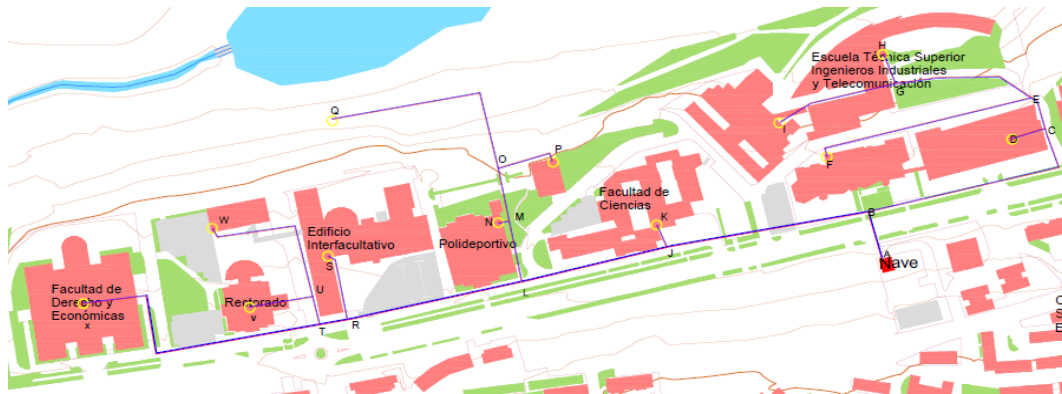 H
Escuela Técnica Superior
Ingenieros Industriales
y Telecomunicación
G
E
Q
I
C
D
P
O
F
Facultad de
Ciencias
W
N
M
K
B
Edificio
Interfacultativo
Polideportivo
J
A
Nave
S
L
Facultad de
Derecho y
Económicas
x
Rectorado
v
U
T
R
C
S
E